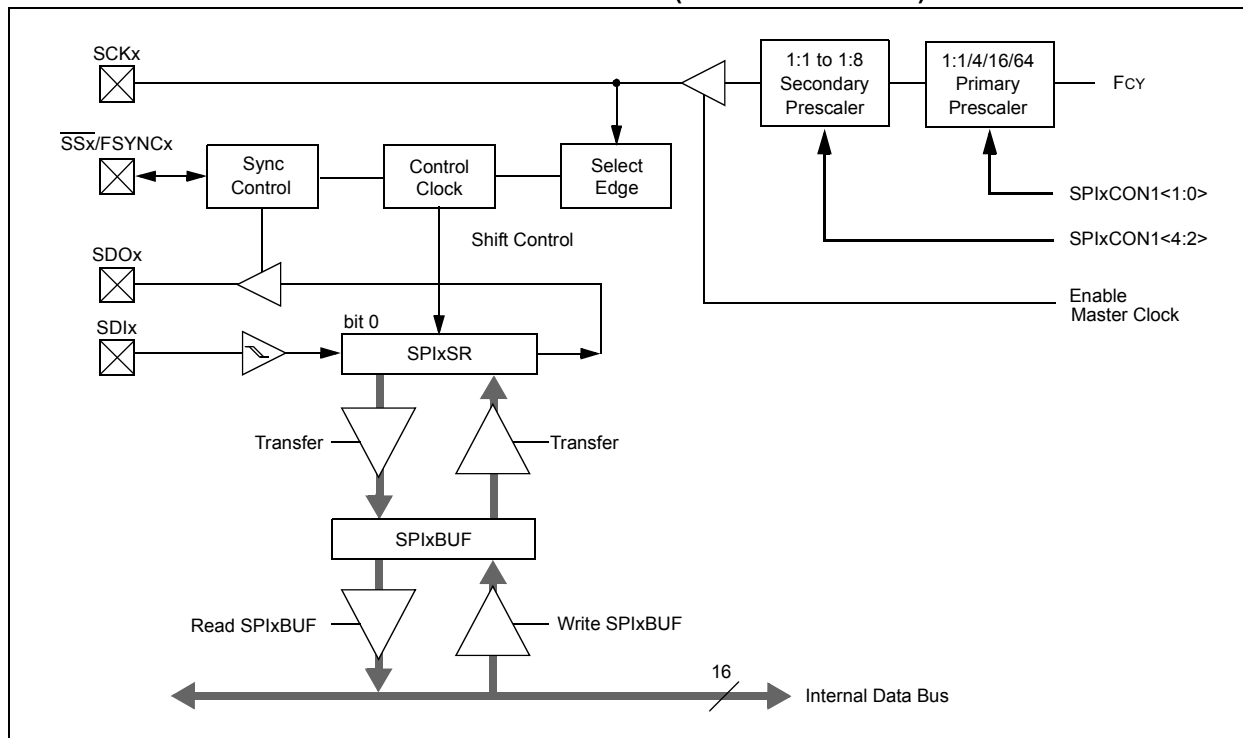 SCKx
1:1 to 1:8
Secondary
Prescaler
1:1/4/16/64
Primary
Prescaler
FCY
SSx/FSYNCx
Sync
Control
Control
Clock
Select
Edge
SPIxCON1<1:0>
SPIxCON1<4:2>
Shift Control
SDOx
Enable
Master Clock
bit 0
SDIx
SPIxSR
Transfer
Transfer
SPIxBUF
Read SPIxBUF
Write SPIxBUF
16
Internal Data Bus